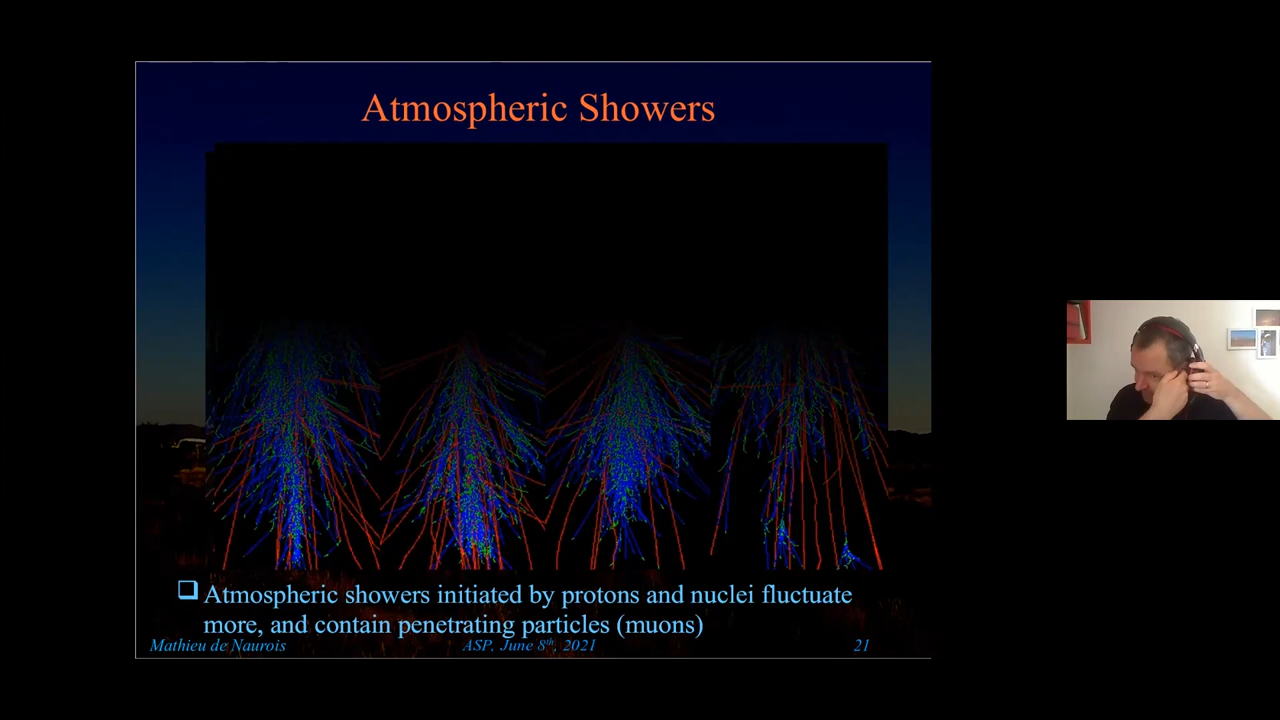 Atmospheric Showers
❑ Atmospheric showers initiated by protons and nuclei fluctuate
more, and contain penetrating particles (muons)
Mathieu de Naurois ASP, June 8th, 2021 21